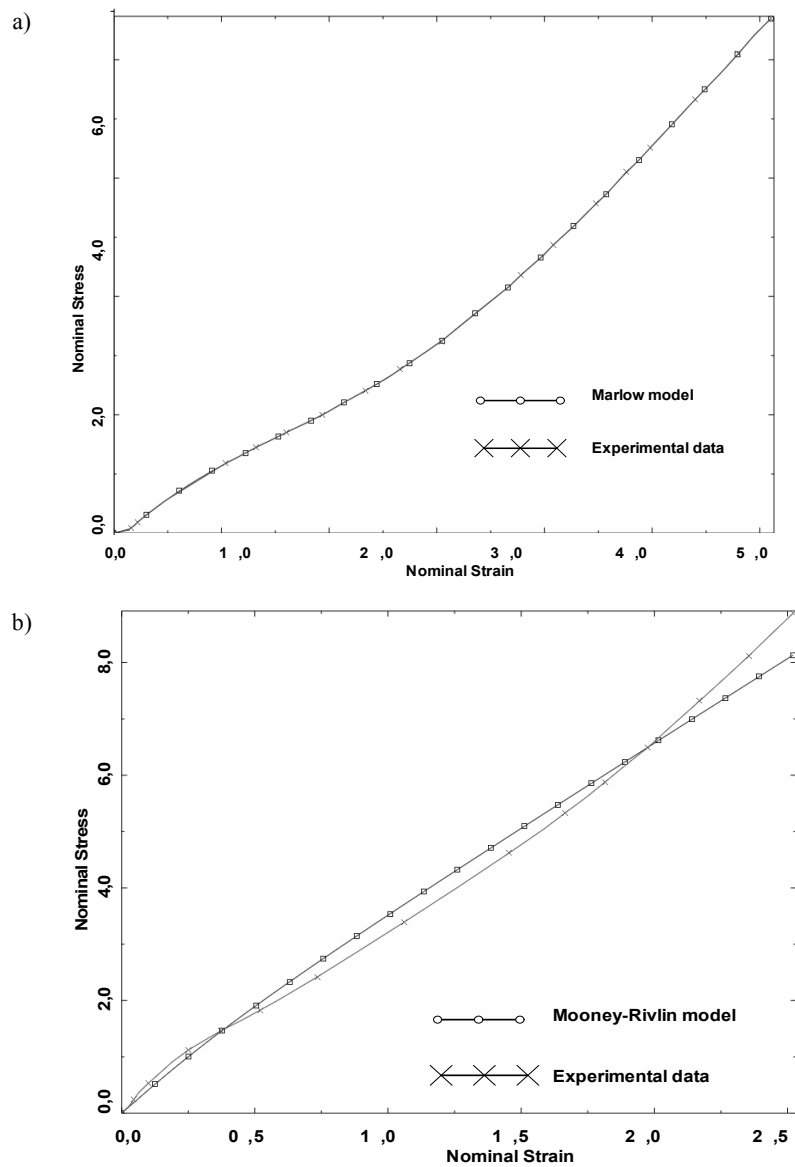 a)
6,0
4,0
2,0
0,0
Nominal Stress
Marlow model
Experimental data
0,0 1 ,0 2 ,0 3 ,0 4 ,0 5 ,0
Nominal Strain
b)
8,0
6,0
4,0
2,0
0,0
Nominal Stress
Mooney-Rivlin model
Experimental data
0,0 0 ,5 1 ,0 1 ,5 2 ,0 2 ,5
Nominal Strain